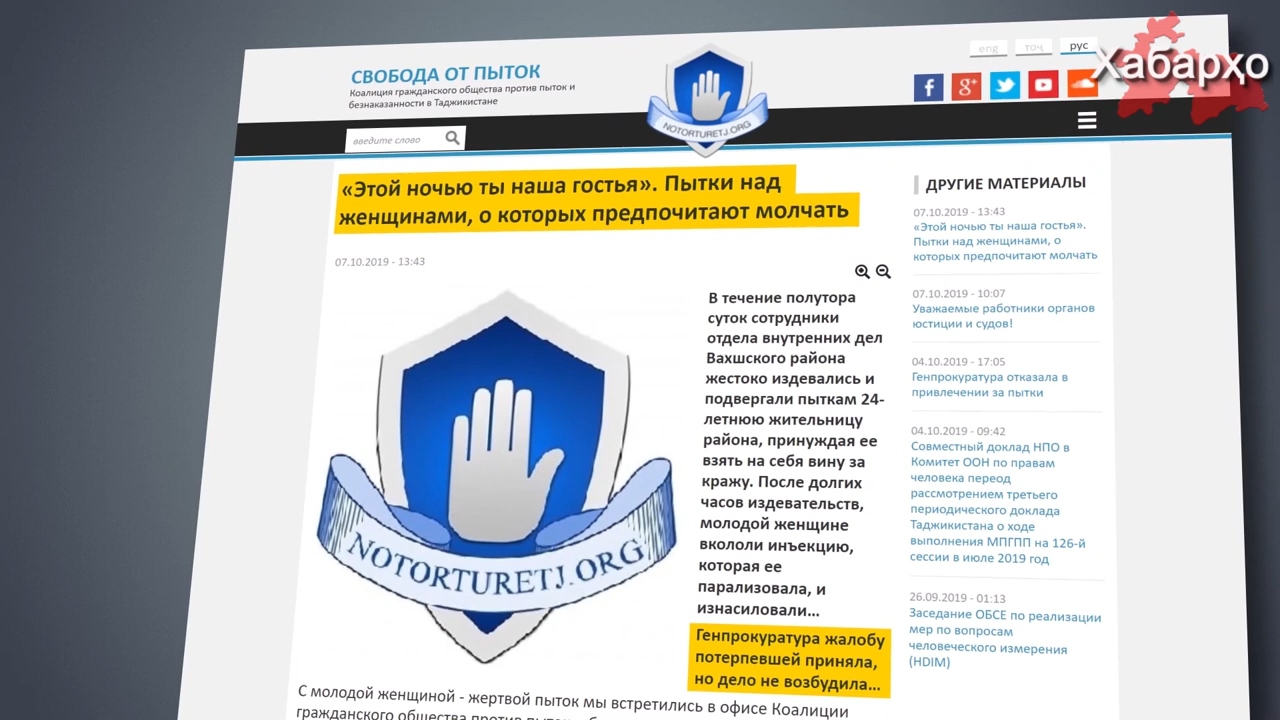 eng
тоҷ
рус
Хабарҳо
СВОБОДА ОТ ПЫТОК
Коалиция гражданского общества против пыток и
безнаказанности в Таджикистане
NOTORTURETJ.ORG
введите слово
«Этой ночью ты наша гостья». Пытки над
женщинами, о которых предпочитают молчать
07.10.2019 - 13:43
NOTORTURETJ.ORG
В течение полутора
суток сотрудники
отдела внутренних дел
Вахшского района
жестоко издевались и
подвергали пыткам 24-
летнюю жительницу
района, принуждая ее
взять на себя вину за
кражу. После долгих
часов издевательств,
молодой женщине
вкололи инъекцию,
которая ее
парализовала, и
изнасиловали...
Генпрокуратура жалобу
потерпевшей приняла,
но дело не возбудила...
С молодой женщиной - жертвой пыток мы встретились в офисе Коалиции
гражданского общества против
ДРУГИЕ МАТЕРИАЛЫ
07.10.2019 - 13:43
«Этой ночью ты наша гостья».
Пытки над женщинами, о
которых предпочитают молчать
07.10.2019 - 10:07
Уважаемые работники органов
юстиции и судов!
04.10.2019 - 17:05
Генпрокуратура отказала в
привлечении за пытки
04.10.2019 - 09:42
Совместный доклад НПО в
Комитет ООН по правам
человека переод
рассмотрением третьего
периодического доклада
Таджикистана о ходе
выполнения МПГПП на 126-й
сессии в июле 2019 год
26.09.2019 - 01:13
Заседание ОБСЕ по реализации
мер по вопросам
человеческого измерения
(HDIM)